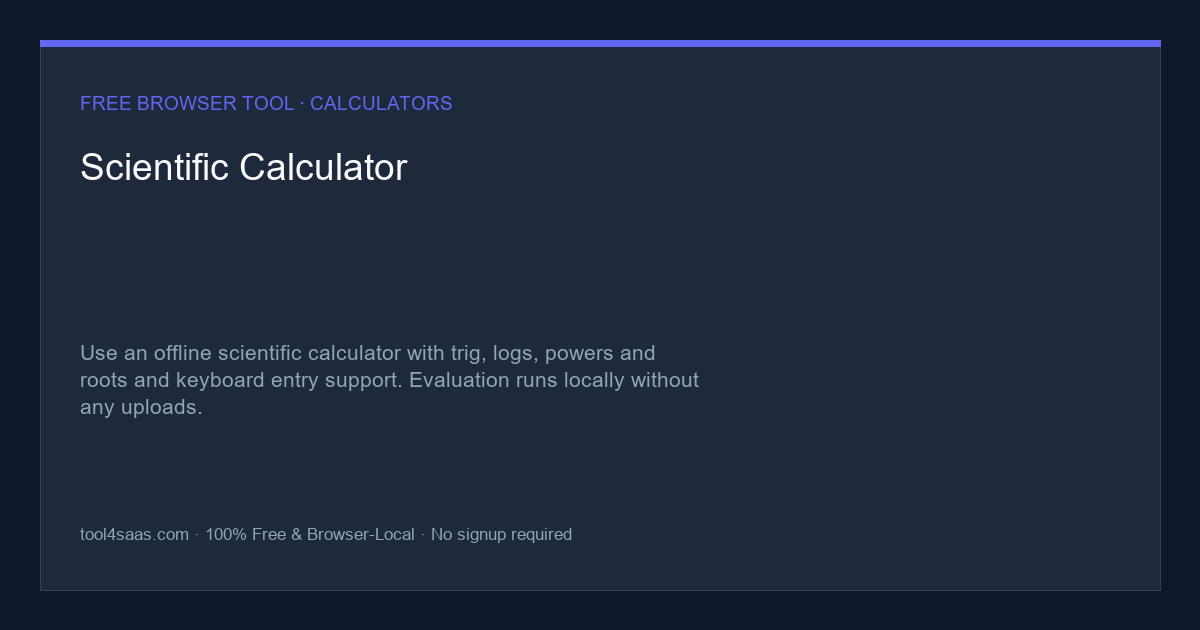 FREE BROWSER TOOL · CALCULATORS
Scientific Calculator
Use an offline scientific calculator with trig, logs, powers and
roots and keyboard entry support. Evaluation runs locally without
any uploads.
tool4saas.com · 100% Free & Browser-Local · No signup required